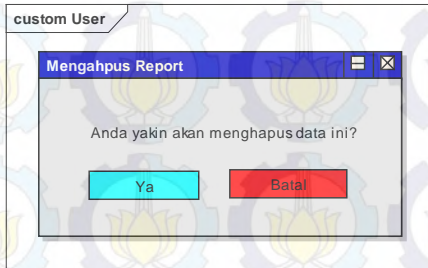 custom User
Mengahpus Report
Anda yakin akan menghapus data ini?
Ya
Batal